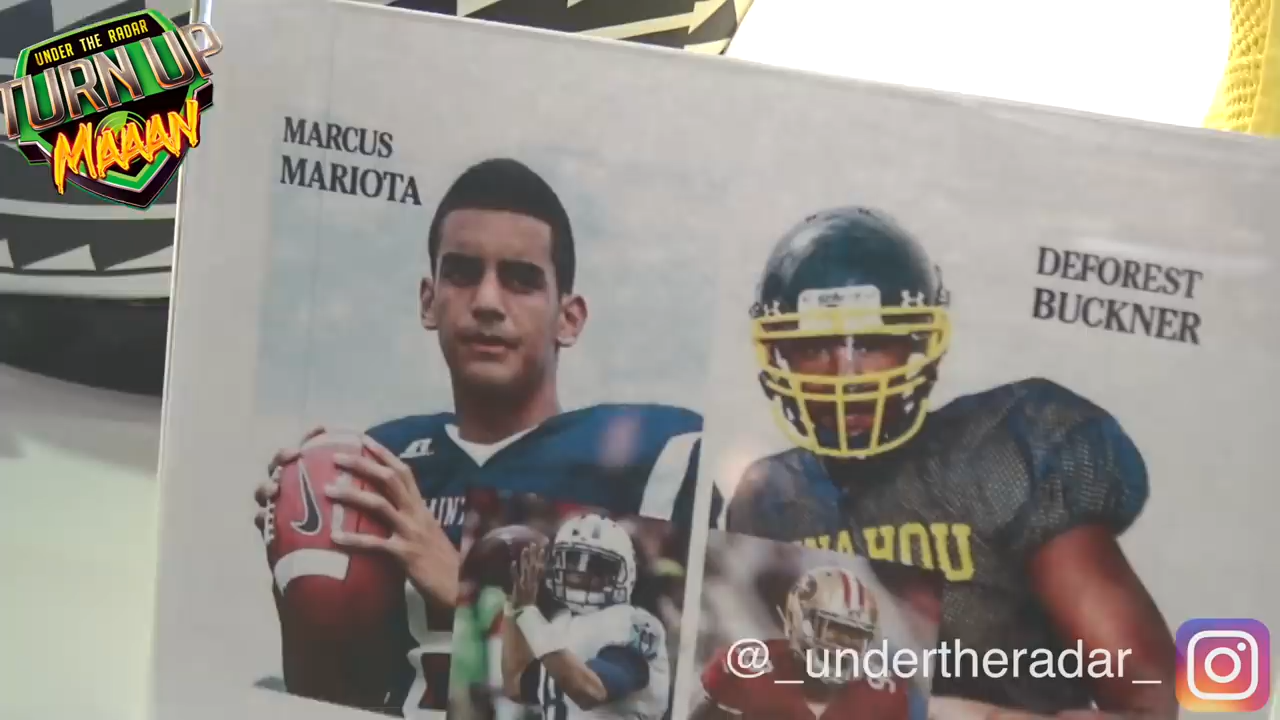 UNDER THE RADAR
TURN UP
MAAAN
MARCUS
MARIOTA
DEFOREST
BUCKNER
@_undertheradar_